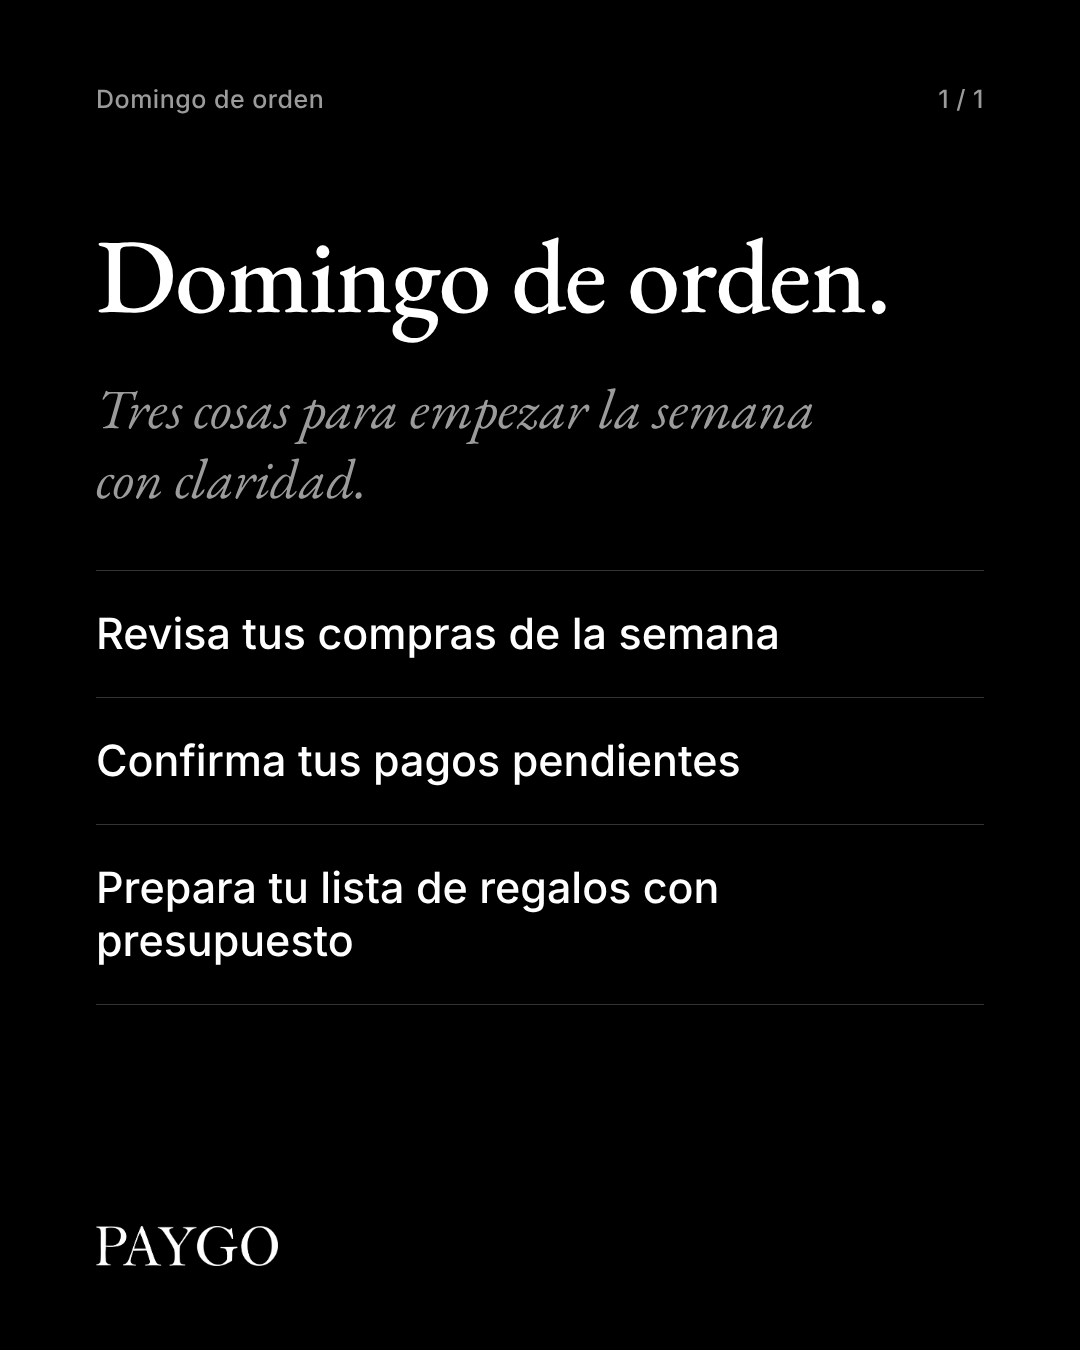 Domingo de orden
1 / 1
Domingo de orden.
Tres cosas para empezar la semana
con claridad.
Revisa tus compras de la semana
Confirma tus pagos pendientes
Prepara tu lista de regalos con
presupuesto
PAYGO